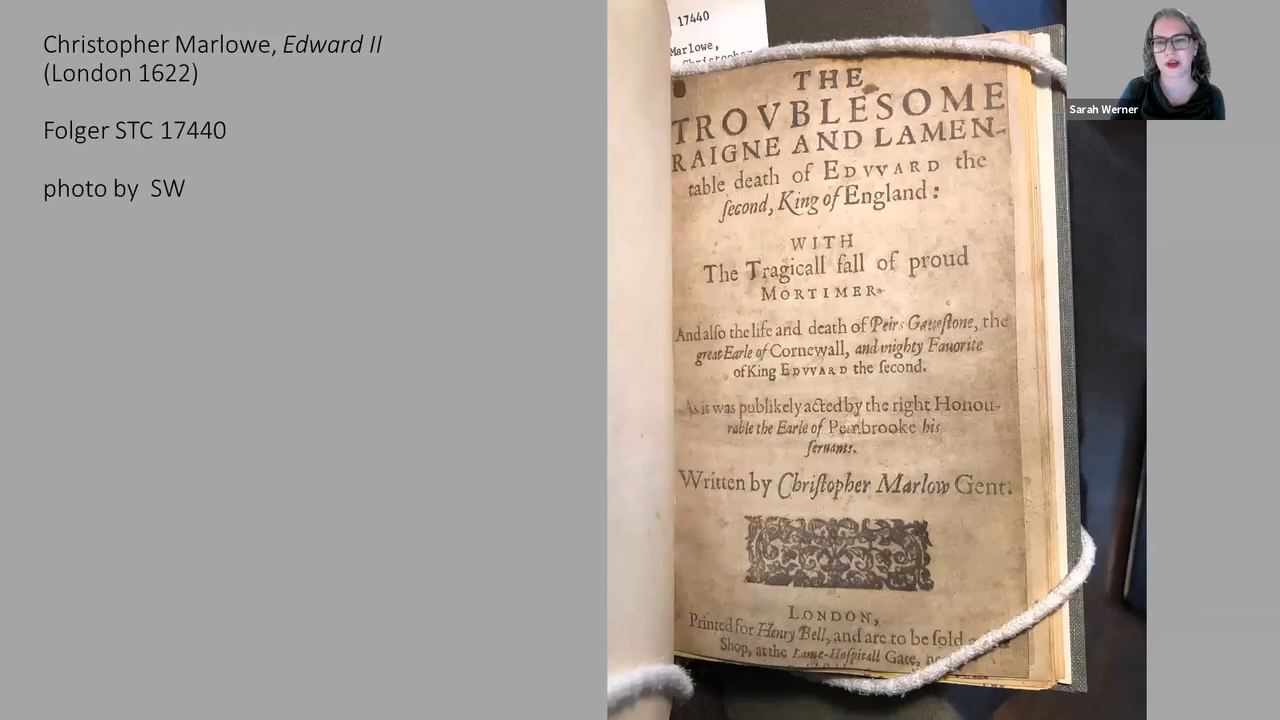 Christopher Marlowe, Edward II
(London 1622)
Folger STC 17440
photo by SW
17440
Marlowe,
Christopher
THE
TROVBLESOME
RAIGNE AND LAMEN-
table death of EDVVARD the
ſecond, King of England:
WITH
The Tragicall fall of proud
MORTIMER.
And alſo the life and death of Peirs Gaueſtone, the
great Earle of Cornewall, and mighty Fauorite
of King EDVVARD the ſecond.
As it was publikely acted by the right Honou-
rable the Earle of Pembrooke his
ſeruants.
Written by Chriſtopher Marlow Gent.
LONDON,
Printed for Henry Bell, and are to be ſold
Shop, at the Lame-Hoſpitall Gate,
Sarah Werner